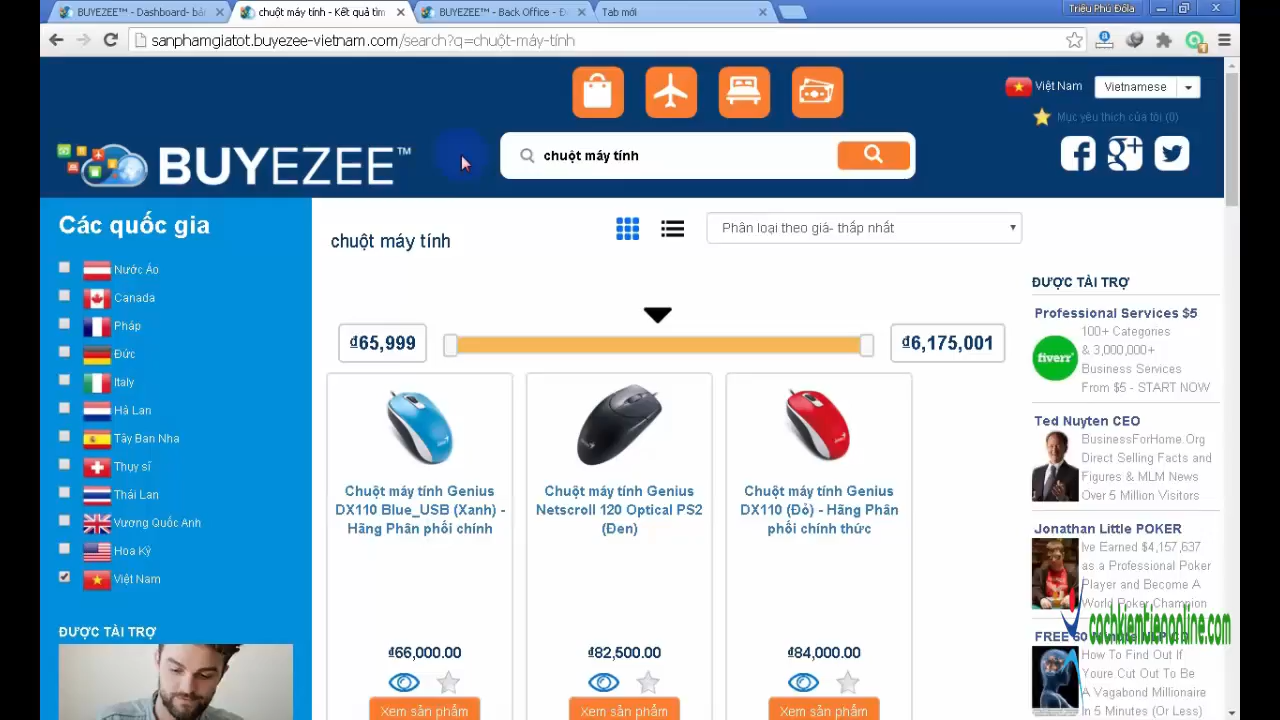 BUYEZEE™ - Dashboard- bả
chuột máy tính - Kết quả tìm
BUYEZEE™ - Back Office - Đ
Tab mới
Triệu Phú Đôla
sanphamgiatot.buyezee-vietnam.com/search?q=chuột-máy-tính
Việt Nam
Vietnamese
Mục yêu thích của tôi (0)
BUYEZEE™
chuột máy tính
Các quốc gia
Nước Áo
Canada
Pháp
Đức
Italy
Hà Lan
Tây Ban Nha
Thuỵ sĩ
Thái Lan
Vương Quốc Anh
Hoa Kỳ
Việt Nam
ĐƯỢC TÀI TRỢ
chuột máy tính
Phân loại theo giá- thấp nhất
₫65,999
₫6,175,001
Chuột máy tính Genius
DX110 Blue_USB (Xanh) -
Hãng Phân phối chính
₫66,000.00
Xem sản phẩm
Chuột máy tính Genius
Netscroll 120 Optical PS2
(Đen)
₫82,500.00
Xem sản phẩm
Chuột máy tính Genius
DX110 (Đỏ) - Hãng Phân
phối chính thức
₫84,000.00
Xem sản phẩm
ĐƯỢC TÀI TRỢ
Professional Services $5
fiverr
100+ Categories
& 3,000,000+
Business Services
From $5 - START NOW
Ted Nuyten CEO
BusinessForHome.Org
Direct Selling Facts and
Figures & MLM News
Over 5 Million Visitors
Jonathan Little POKER
Ive Earned $4,157,637
as a Professional Poker
Player and Become A
World Poker Champion
cachkiemtienonline.com
FREE 60
How To Find Out If
Youre Cut Out To Be
A Vagabond Millionaire
In 5 Minutes (Or Less)